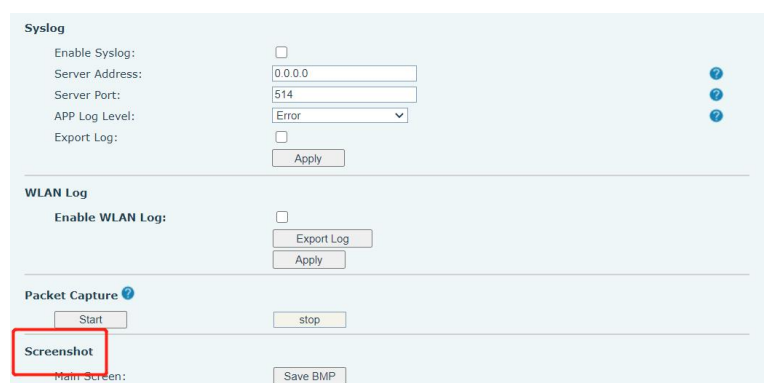 Syslog
Enable Syslog:
Server Address: 0.0.0.0 ?
Server Port: 514 ?
APP Log Level: Error ?
Export Log:
Apply
WLAN Log
Enable WLAN Log:
Export Log
Apply
Packet Capture ?
Start stop
Screenshot
Main Screen: Save BMP